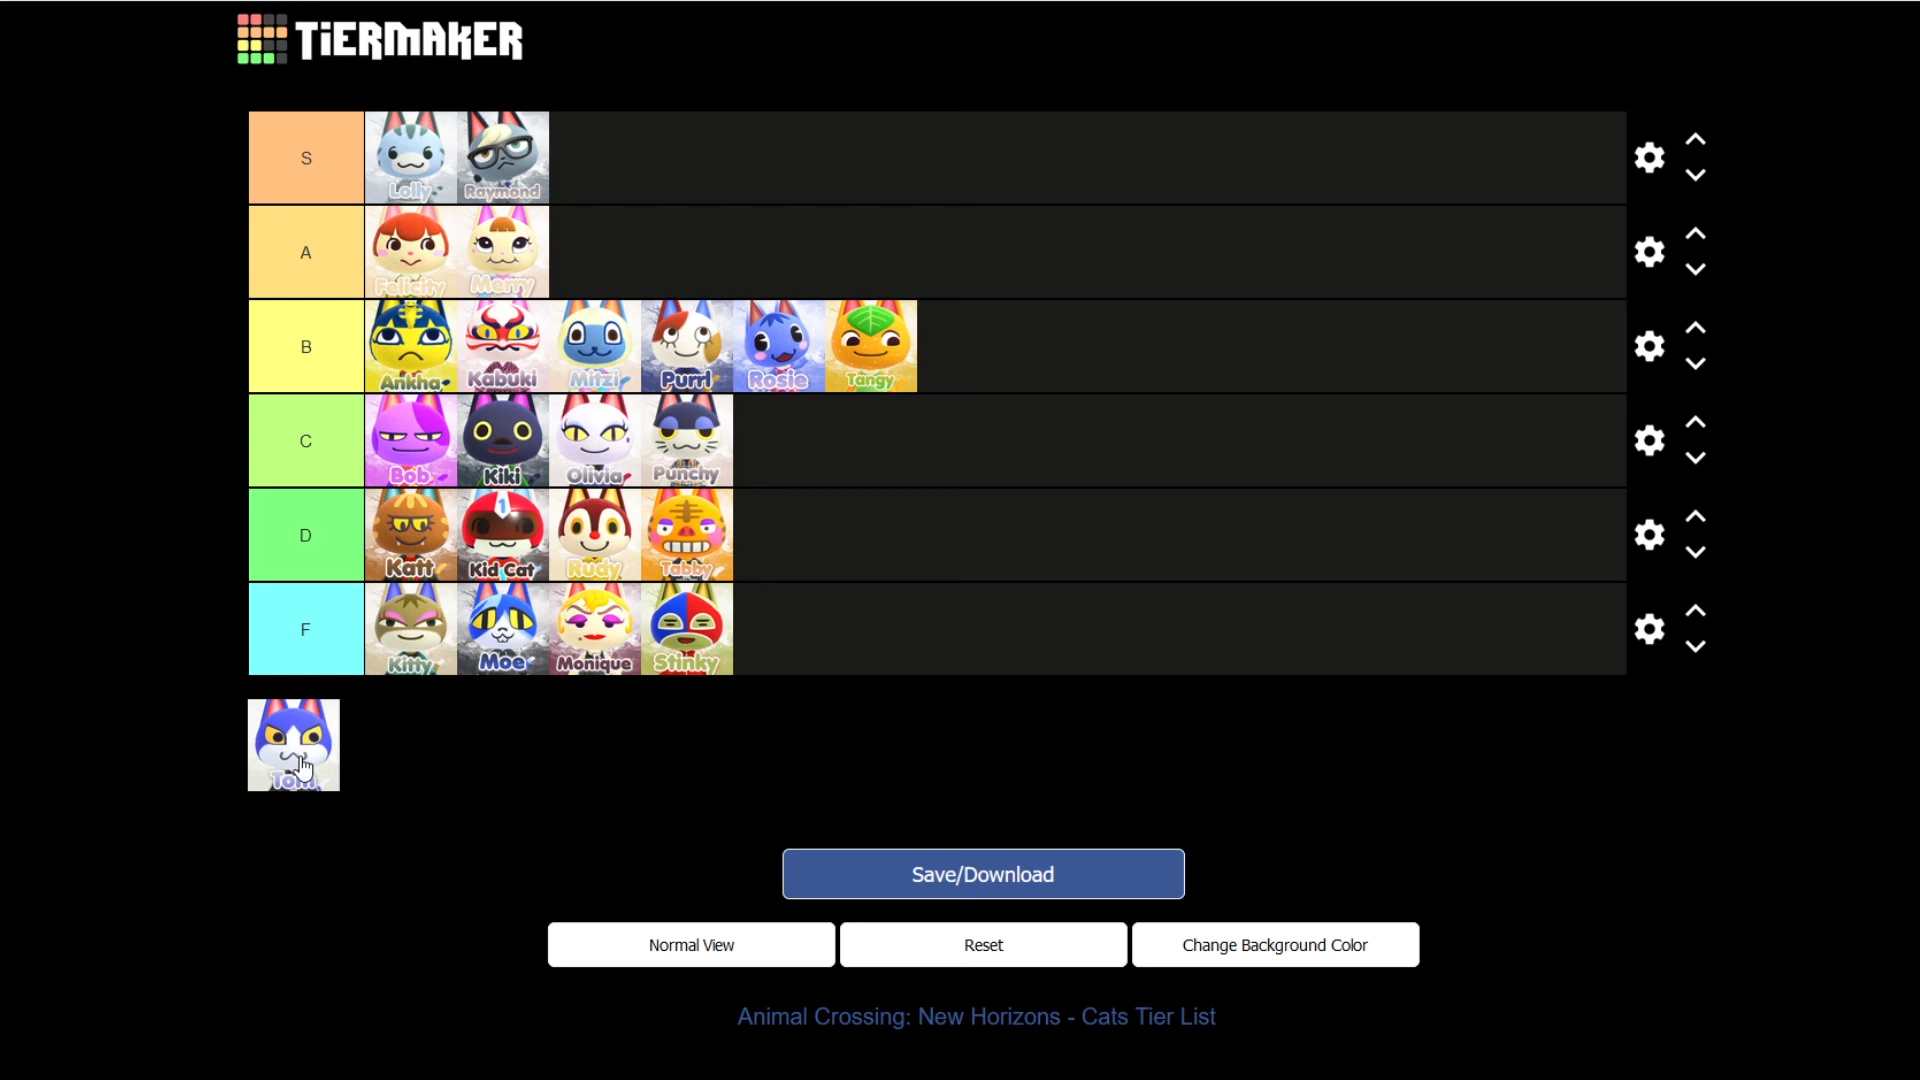 TiERMAKER
S
Lolly Raymond
A
Felicity Merry
B
Ankha Kabuki Mitzi Purrl Rosie Tangy
C
Bob Kiki Olivia Punchy
D
1
Katt Kid Cat Rudy Tabby
F
Kitty Moe Monique Stinky
Tom
Save/Download
Normal View Reset Change Background Color
Animal Crossing: New Horizons - Cats Tier List